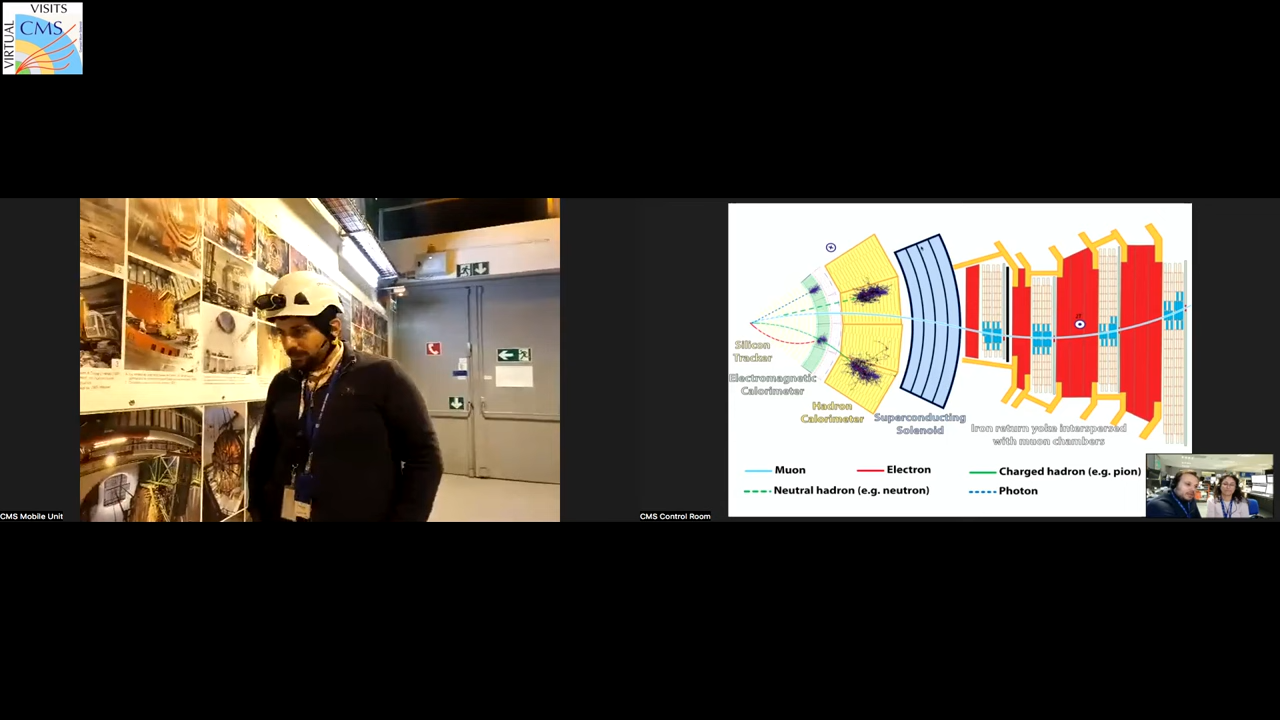 VISITS
CMS
VIRTUAL
Silicon
Tracker
Electromagnetic
Calorimeter
Hadron
Calorimeter
Superconducting
Solenoid
Iron return yoke interspersed
with muon chambers
Muon
Electron
Charged hadron (e.g. pion)
Neutral hadron (e.g. neutron)
Photon
CMS Mobile Unit
CMS Control Room